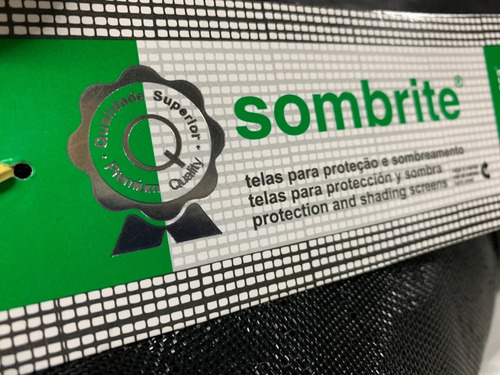 sombrite®
Qualidade Superior
Q
Premium Quality
telas para proteção e sombreamento
telas para protección y sombra
protection and shading screens